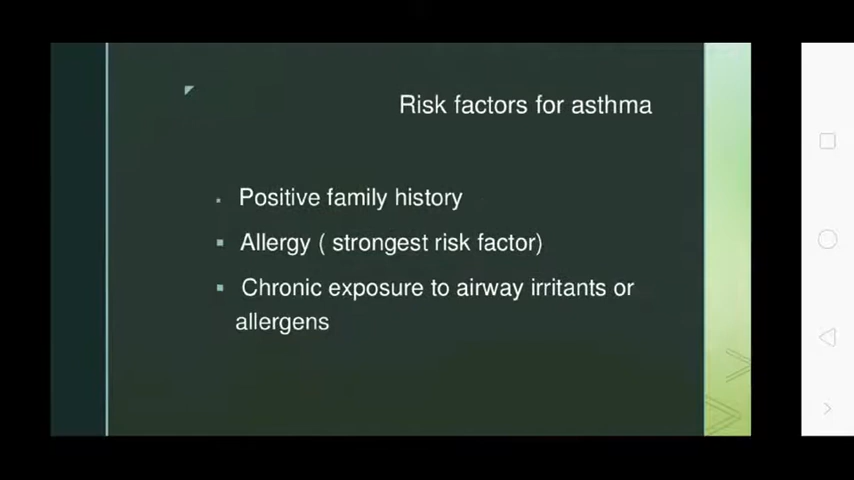 Risk factors for asthma
Positive family history
Allergy ( strongest risk factor)
Chronic exposure to airway irritants or
allergens